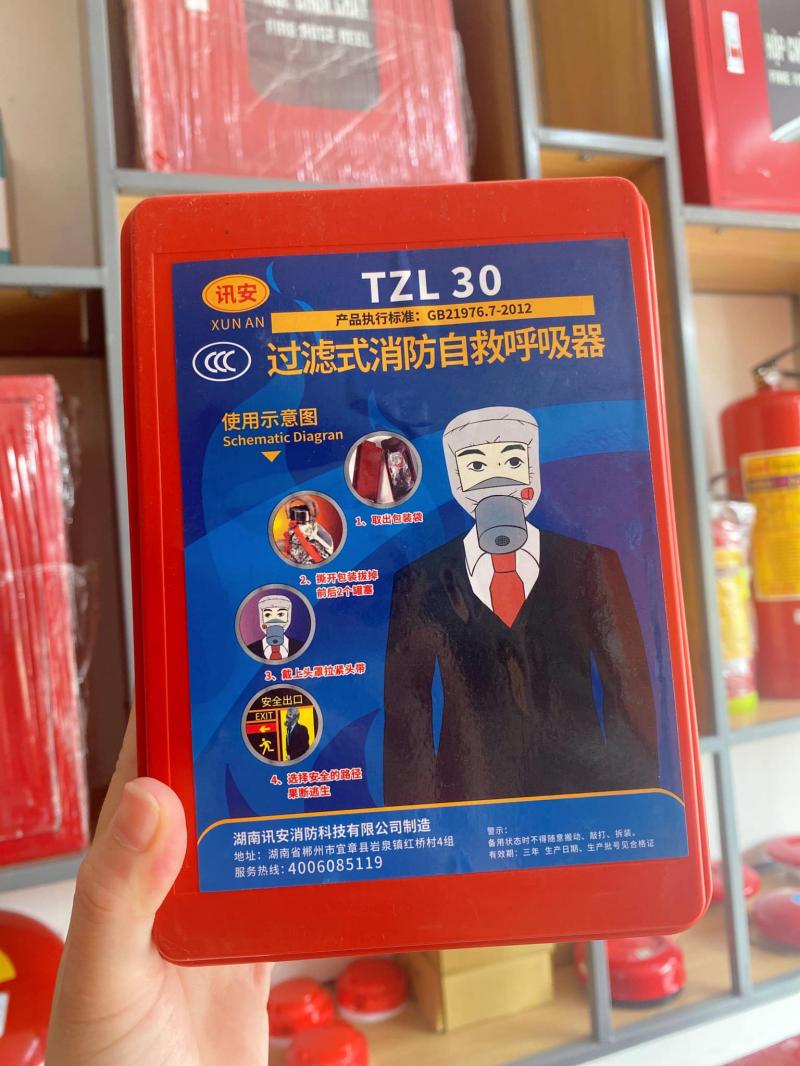 FIRE HOSE REEL
HỘP CH
讯安
XUN AN
TZL 30
产品执行标准：GB21976.7-2012
CCC
过滤式消防自救呼吸器
使用示意图
Schematic Diagran
1、取出包装袋
2、撕开包装拔掉
前后2个罐塞
3、戴上头罩拉紧头带
安全出口
EXIT
4、选择安全的路径
果断逃生
湖南讯安消防科技有限公司制造
地址：湖南省郴州市宜章县岩泉镇红桥村4组
服务热线：4006085119
警示：
备用状态时不得随意搬动、敲打、拆装。
有效期：三年 生产日期、生产批号见合格证